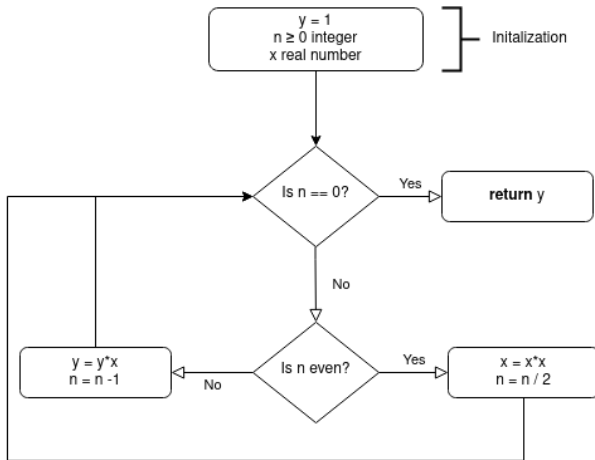 y = 1
n ≥ 0 integer
x real number
Initalization
Is n == 0?
Yes
return y
No
Is n even?
Yes
x = x*x
n = n / 2
No
y = y*x
n = n -1